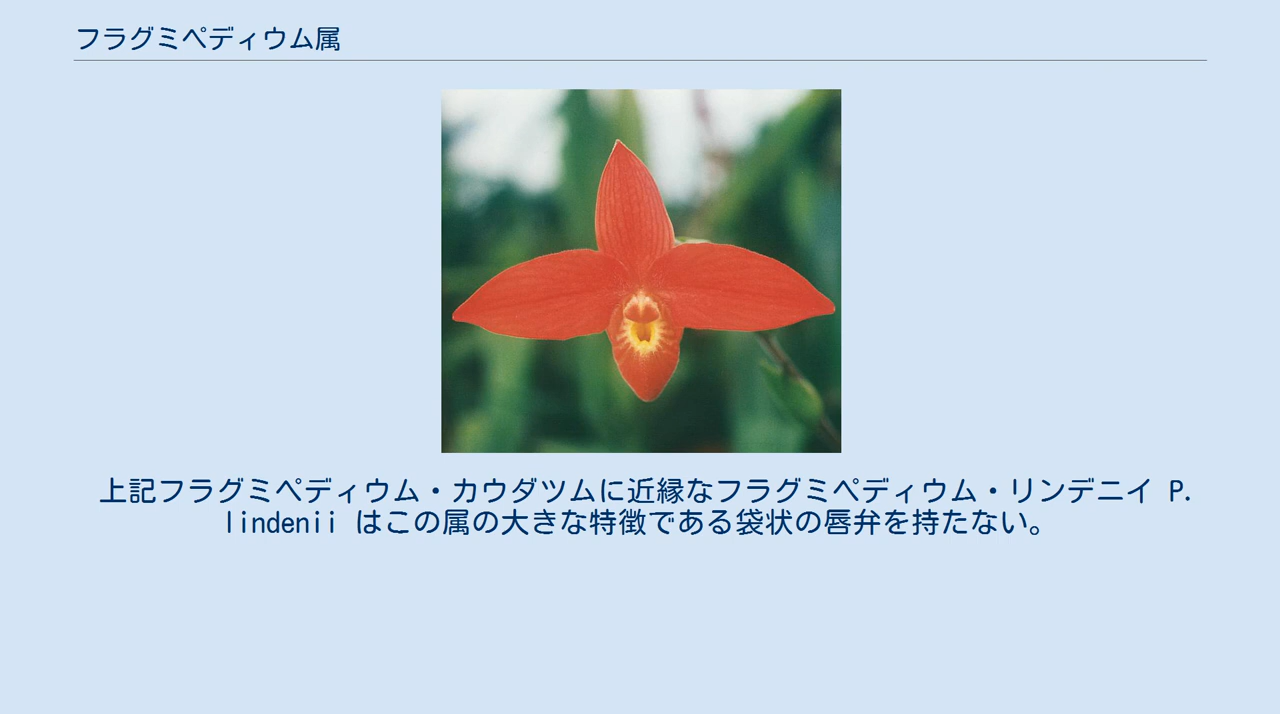 フラグミペディウム属
上記フラグミペディウム・カウダツムに近縁なフラグミペディウム・リンデニイ P.
lindenii はこの属の大きな特徴である袋状の唇弁を持たない。